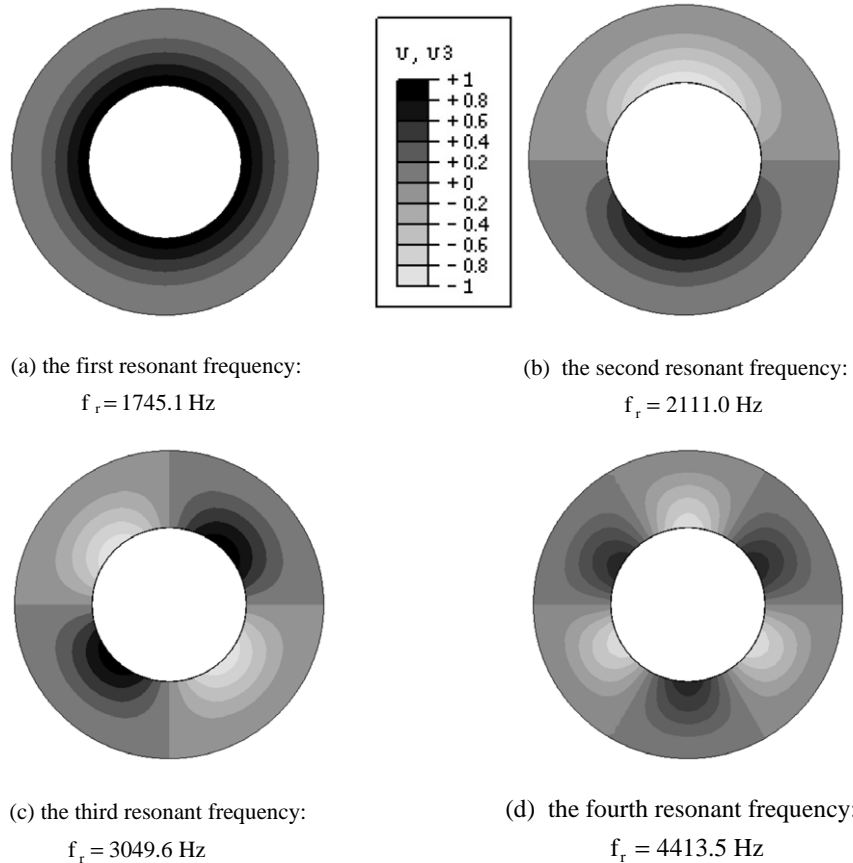 U, U3
+1
+0.8
+0.6
+0.4
+0.2
+0
-0.2
-0.4
-0.6
-0.8
-1
(a) the first resonant frequency:
f r = 1745.1 Hz
(b) the second resonant frequency:
f r = 2111.0 Hz
(c) the third resonant frequency:
f r = 3049.6 Hz
(d) the fourth resonant frequency:
f r = 4413.5 Hz